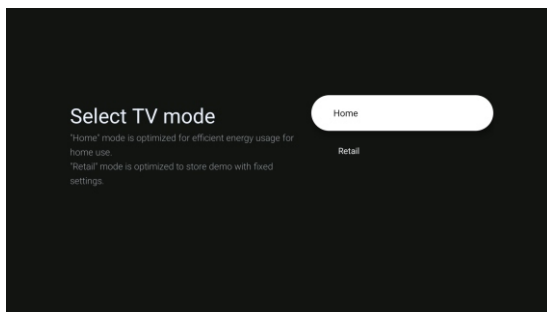 Select TV mode
"Home" mode is optimized for efficient energy usage for
home use.
"Retail" mode is optimized to store demo with fixed
settings.
Home
Retail